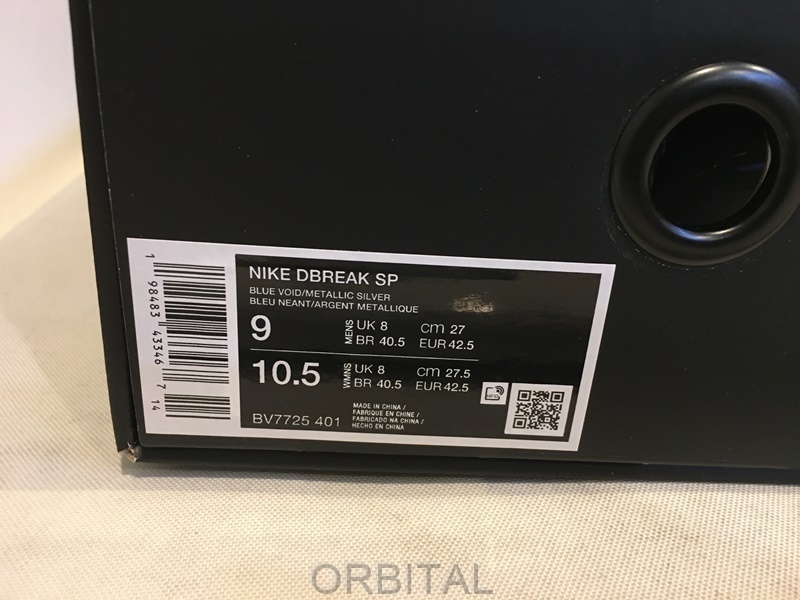 NIKE DBREAK SP
BLUE VOID/METALLIC SILVER
BLEU NEANT/ARGENT METALLIQUE
9 MENS UK 8 cm 27
BR 40.5 EUR 42.5
10.5 WMNS UK 8 cm 27.5
BR 40.5 EUR 42.5
BV7725 401
MADE IN CHINA /
FABRIQUE EN CHINE /
FABRICADO NA CHINA /
HECHO EN CHINA
1 98483 43346 7 14
ORBITAL